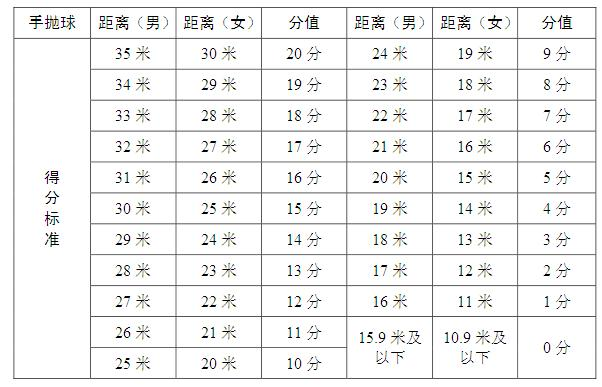 手抛球 距离（男） 距离（女） 分值 距离（男） 距离（女） 分值
得分标准
35 米 30 米 20 分 24 米 19 米 9 分
34 米 29 米 19 分 23 米 18 米 8 分
33 米 28 米 18 分 22 米 17 米 7 分
32 米 27 米 17 分 21 米 16 米 6 分
31 米 26 米 16 分 20 米 15 米 5 分
30 米 25 米 15 分 19 米 14 米 4 分
29 米 24 米 14 分 18 米 13 米 3 分
28 米 23 米 13 分 17 米 12 米 2 分
27 米 22 米 12 分 16 米 11 米 1 分
26 米 21 米 11 分 15.9 米及以下 10.9 米及以下 0 分
25 米 20 米 10 分